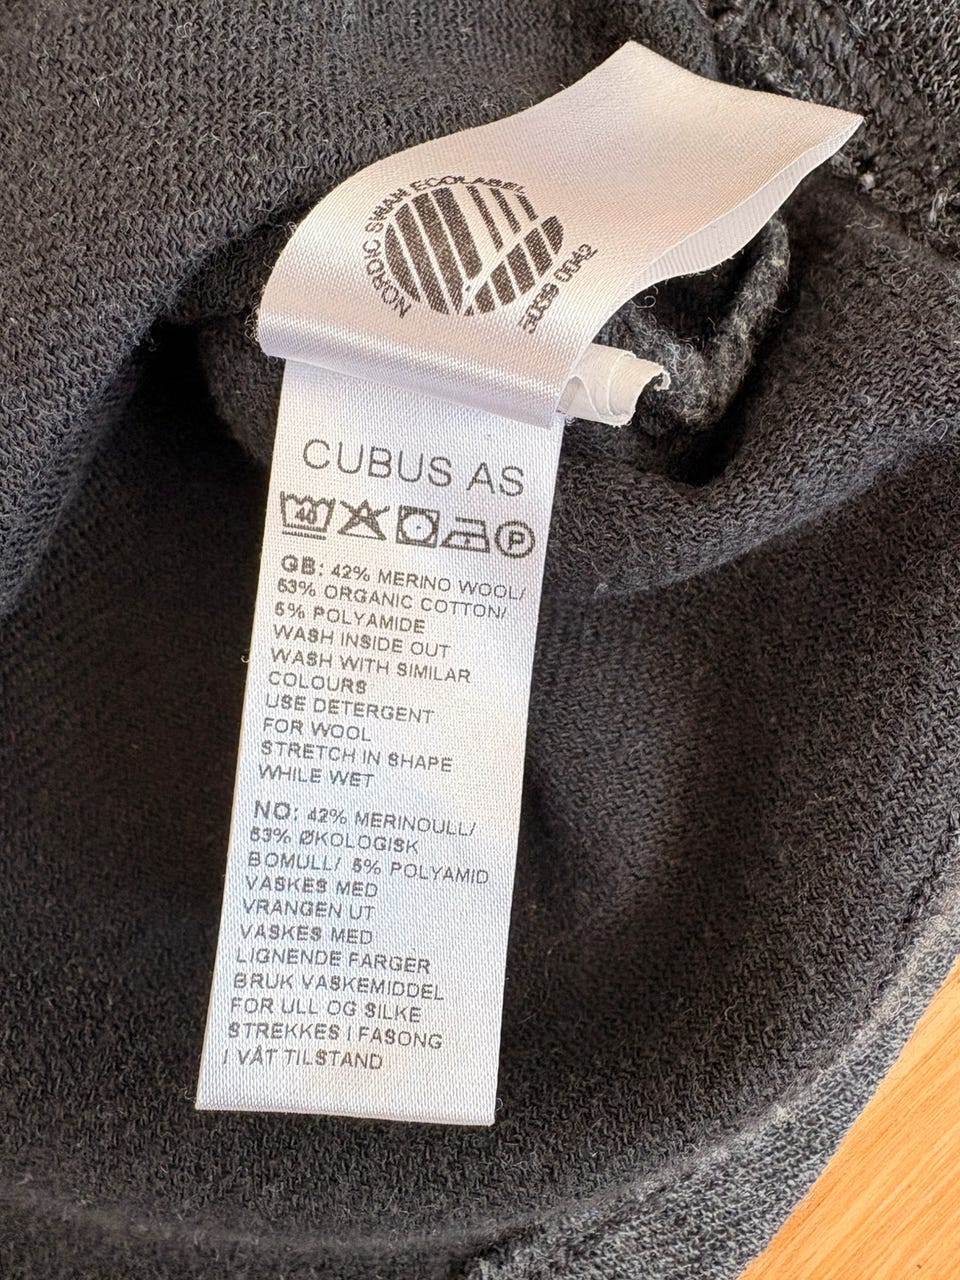 NORDIC SWAN ECOLABEL
CUBUS AS
40
P
GB: 42% MERINO WOOL/
53% ORGANIC COTTON/
5% POLYAMIDE
WASH INSIDE OUT
WASH WITH SIMILAR
COLOURS
USE DETERGENT
FOR WOOL
STRETCH IN SHAPE
WHILE WET
NO: 42% MERINOULL/
53% ØKOLOGISK
BOMULL/ 5% POLYAMID
VASKES MED
VRANGEN UT
VASKES MED
LIGNENDE FARGER
BRUK VASKEMIDDEL
FOR ULL OG SILKE
STREKKES I FASONG
I VÅT TILSTAND